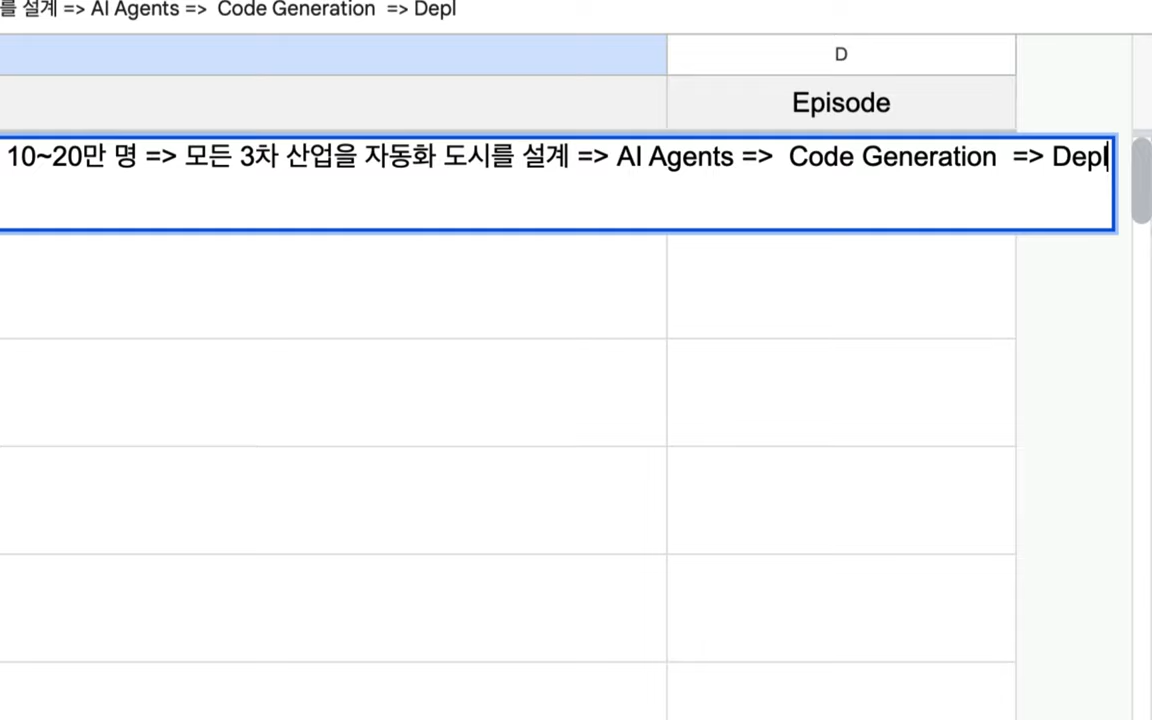 를 설계 => AI Agents => Code Generation => Depl
D
Episode
10~20만 명 => 모든 3차 산업을 자동화 도시를 설계 => AI Agents => Code Generation => Depl